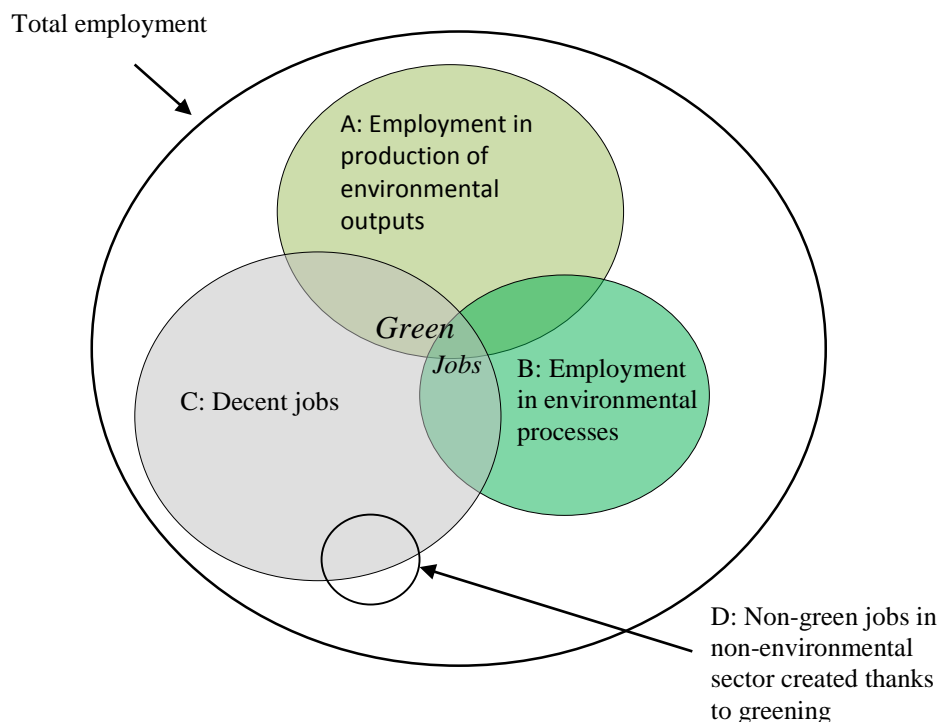 Total employment
A: Employment in
production of
environmental
outputs
Green
Jobs
C: Decent jobs
B: Employment
in environmental
processes
D: Non-green jobs in
non-environmental
sector created thanks
to greening